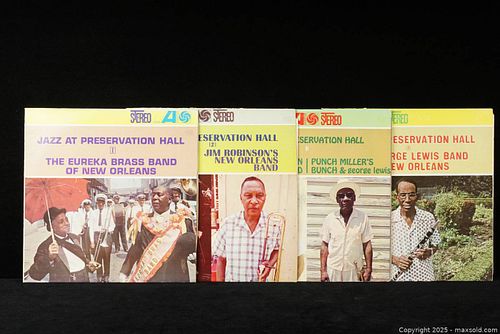 STEREO
JAZZ AT PRESERVATION HALL
THE EUREKA BRASS BAND
OF NEW ORLEANS
STEREO
ESERVATION HALL
JIM ROBINSON'S
NEW ORLEANS
BAND
STEREO
SERVATION HALL
PUNCH MILLER'S
BUNCH & george lewis
STEREO
ESERVATION HALL
RGE LEWIS BAND
EW ORLEANS
Copyright 2025 - maxsold.com